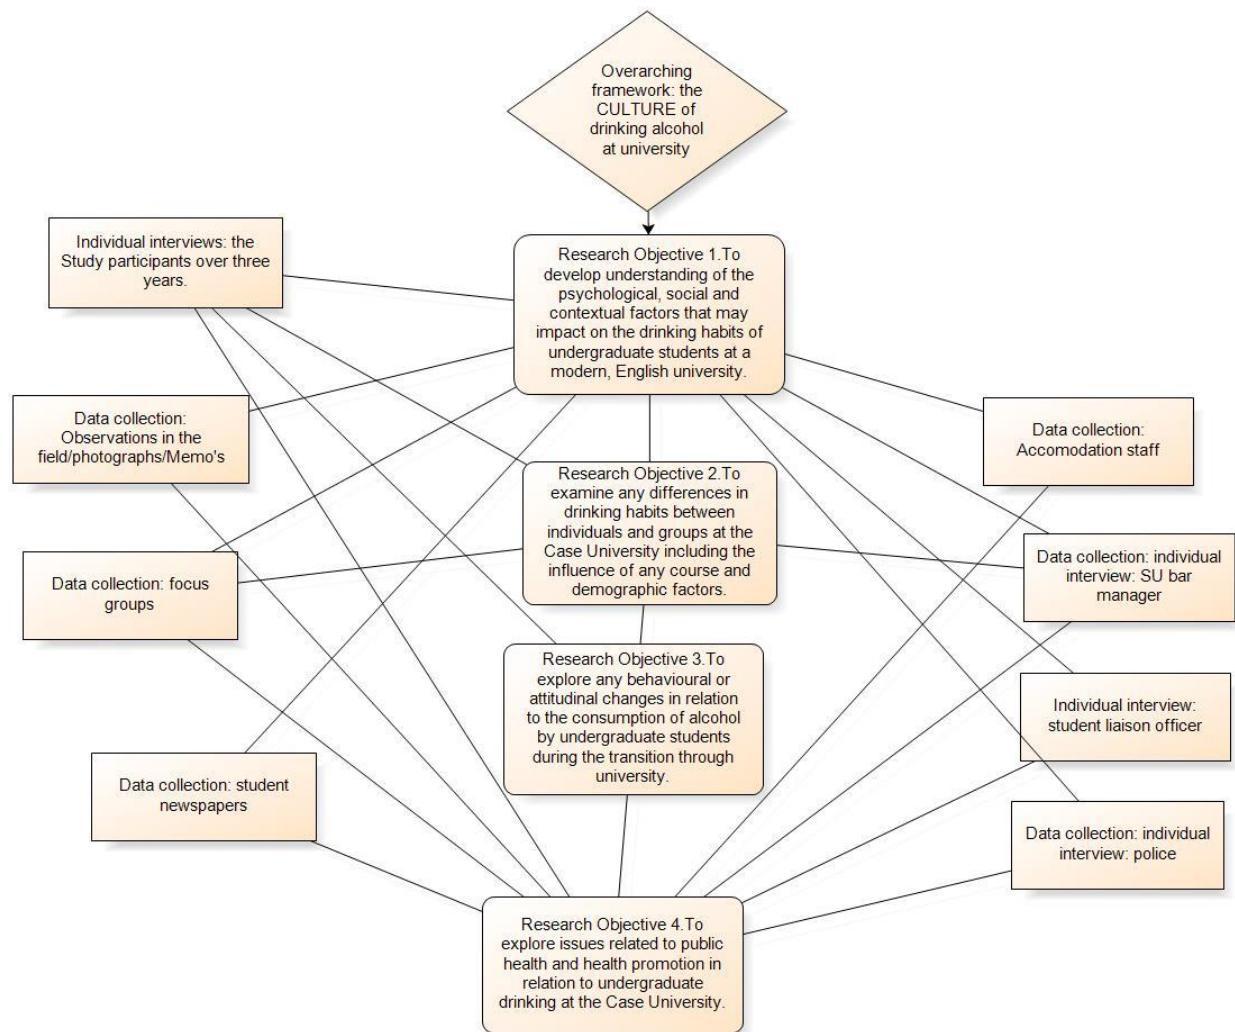 Overarching
framework: the
CULTURE of
drinking alcohol
at university
Individual interviews: the
Study participants over three
years.
Research Objective 1.To
develop understanding of the
psychological, social and
contextual factors that may
impact on the drinking habits of
undergraduate students at a
modern, English university.
Data collection:
Observations in the
field/photographs/Memo's
Data collection:
Accomodation staff
Research Objective 2.To
examine any differences in
drinking habits between
individuals and groups at the
Case University including the
influence of any course and
demographic factors.
Data collection: focus
groups
Data collection: individual
interview: SU bar
manager
Research Objective 3.To
explore any behavioural or
attitudinal changes in relation
to the consumption of alcohol
by undergraduate students
during the transition through
university.
Individual interview:
student liaison officer
Data collection: student
newspapers
Data collection: individual
interview: police
Research Objective 4.To
explore issues related to public
health and health promotion in
relation to undergraduate
drinking at the Case University.